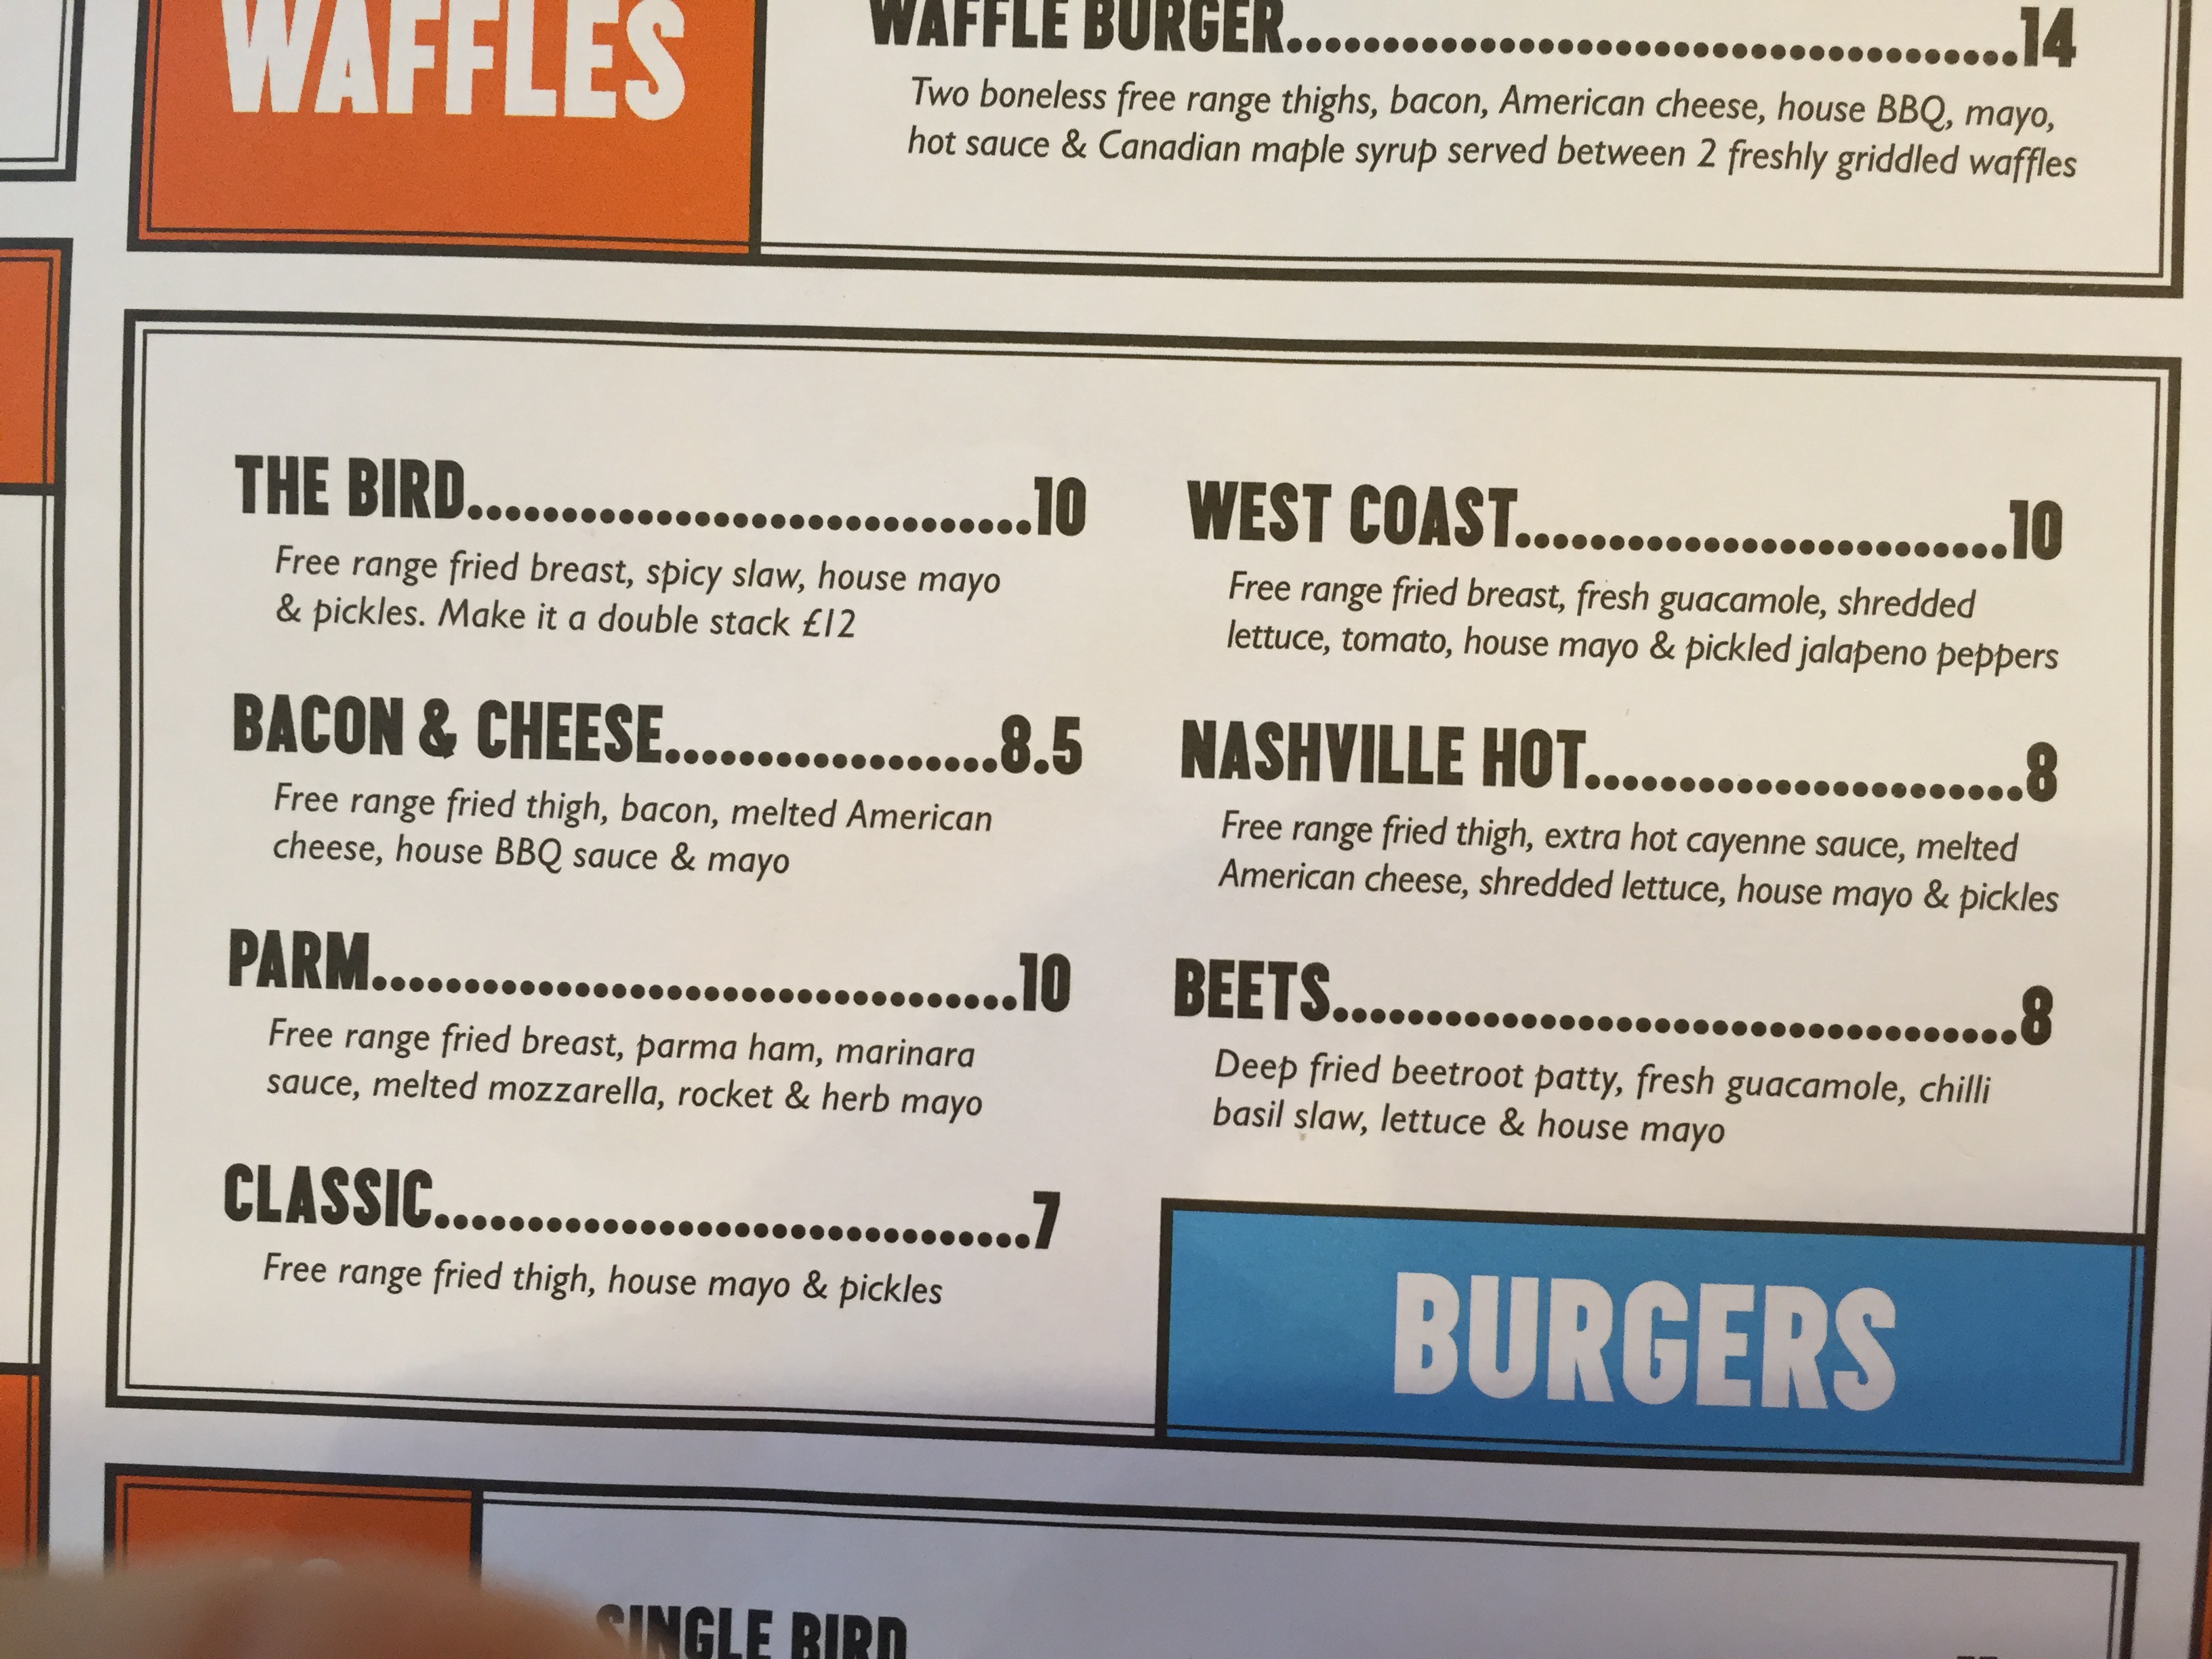 WAFFLES
WAFFLE BURGER........................................14
Two boneless free range thighs, bacon, American cheese, house BBQ, mayo,
hot sauce & Canadian maple syrup served between 2 freshly griddled waffles
THE BIRD..............................10
Free range fried breast, spicy slaw, house mayo
& pickles. Make it a double stack £12
BACON & CHEESE..................8.5
Free range fried thigh, bacon, melted American
cheese, house BBQ sauce & mayo
PARM...................................10
Free range fried breast, parma ham, marinara
sauce, melted mozzarella, rocket & herb mayo
CLASSIC................................7
Free range fried thigh, house mayo & pickles
WEST COAST..........................10
Free range fried breast, fresh guacamole, shredded
lettuce, tomato, house mayo & pickled jalapeno peppers
NASHVILLE HOT.......................8
Free range fried thigh, extra hot cayenne sauce, melted
American cheese, shredded lettuce, house mayo & pickles
BEETS.....................................8
Deep fried beetroot patty, fresh guacamole, chilli
basil slaw, lettuce & house mayo
BURGERS
SINGLE BIRD